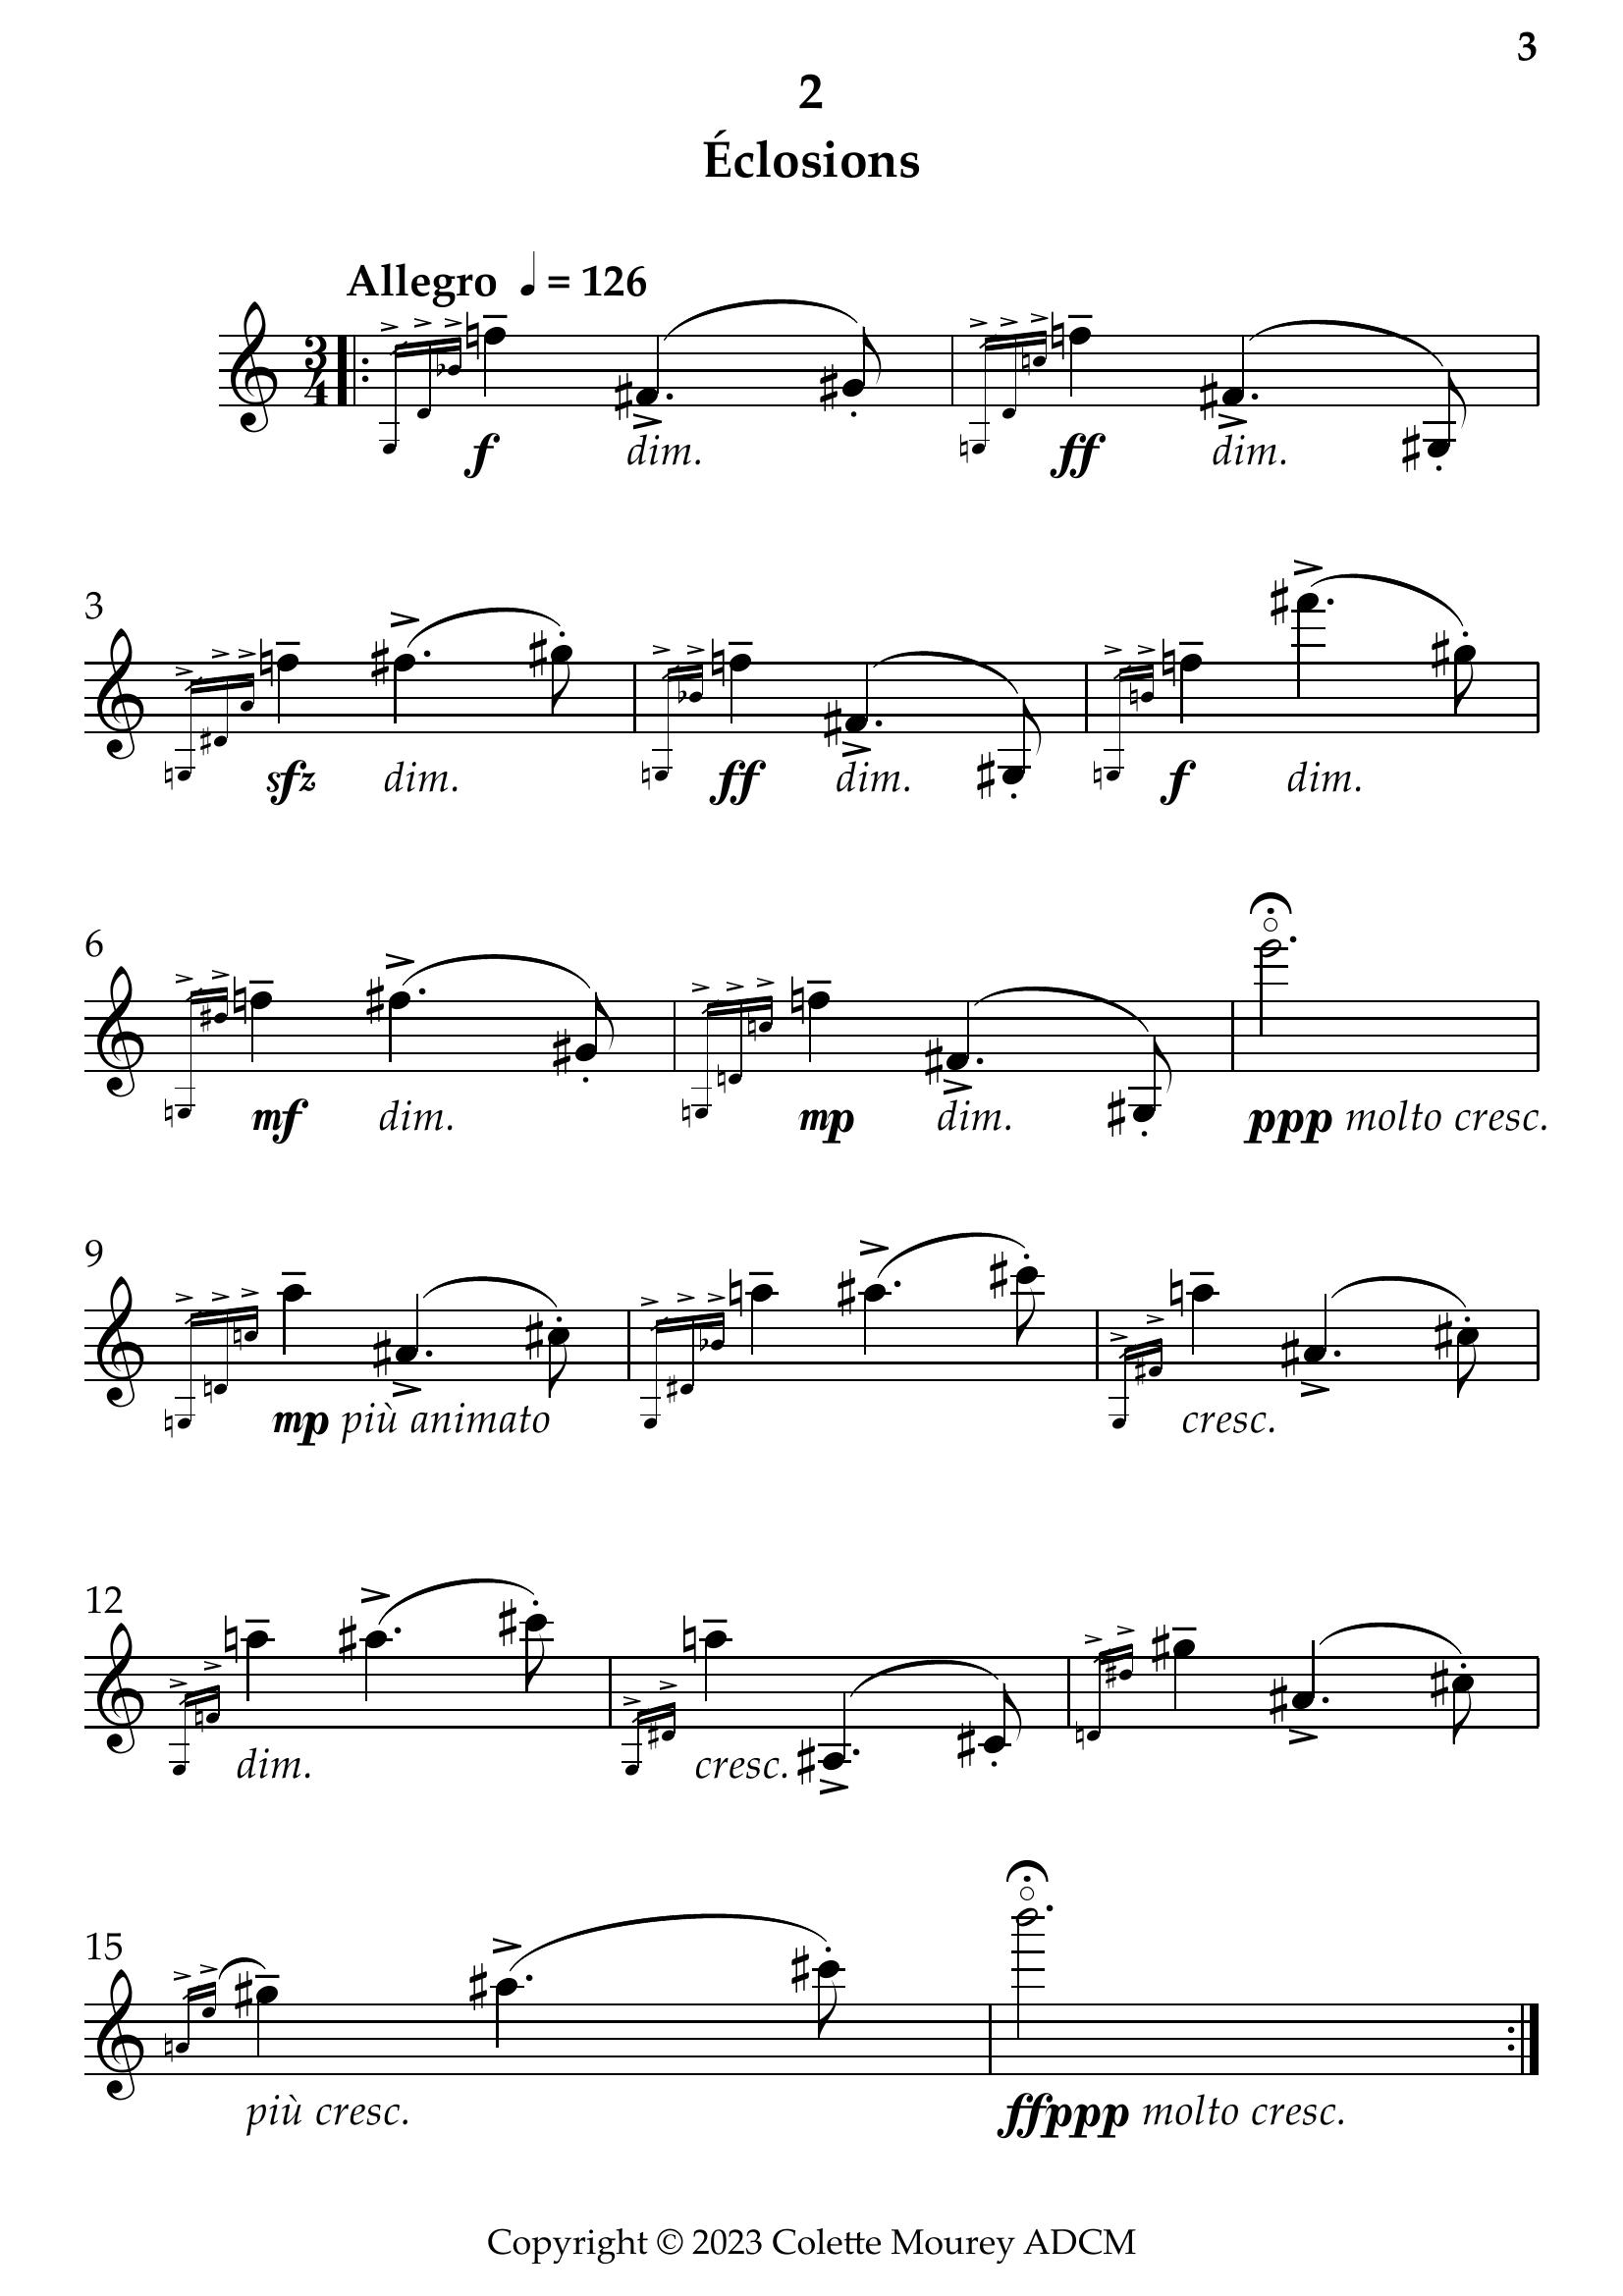 3
2
Éclosions
Allegro = 126
3
4
f dim. ff dim.
3
sfz dim. ff dim. f dim.
6
mf dim. mp dim. ppp molto cresc.
9
mp più animato cresc.
12
dim. cresc.
15
più cresc. ffppp molto cresc.
Copyright © 2023 Colette Mourey ADCM